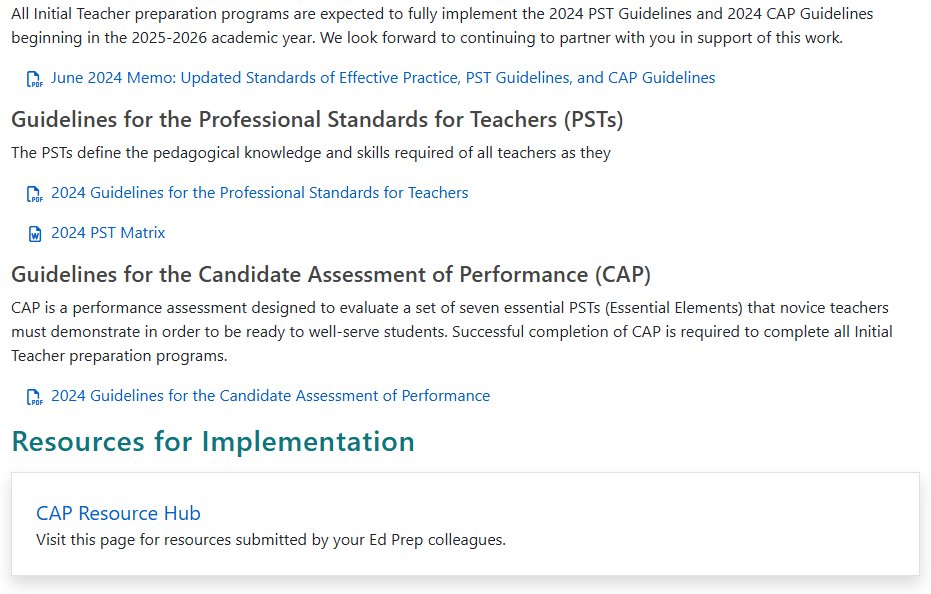 All Initial Teacher preparation programs are expected to fully implement the 2024 PST Guidelines and 2024 CAP Guidelines
beginning in the 2025-2026 academic year. We look forward to continuing to partner with you in support of this work.
PDF June 2024 Memo: Updated Standards of Effective Practice, PST Guidelines, and CAP Guidelines
Guidelines for the Professional Standards for Teachers (PSTs)
The PSTs define the pedagogical knowledge and skills required of all teachers as they
PDF 2024 Guidelines for the Professional Standards for Teachers
W 2024 PST Matrix
Guidelines for the Candidate Assessment of Performance (CAP)
CAP is a performance assessment designed to evaluate a set of seven essential PSTs (Essential Elements) that novice teachers
must demonstrate in order to be ready to well-serve students. Successful completion of CAP is required to complete all Initial
Teacher preparation programs.
PDF 2024 Guidelines for the Candidate Assessment of Performance
Resources for Implementation
CAP Resource Hub
Visit this page for resources submitted by your Ed Prep colleagues.